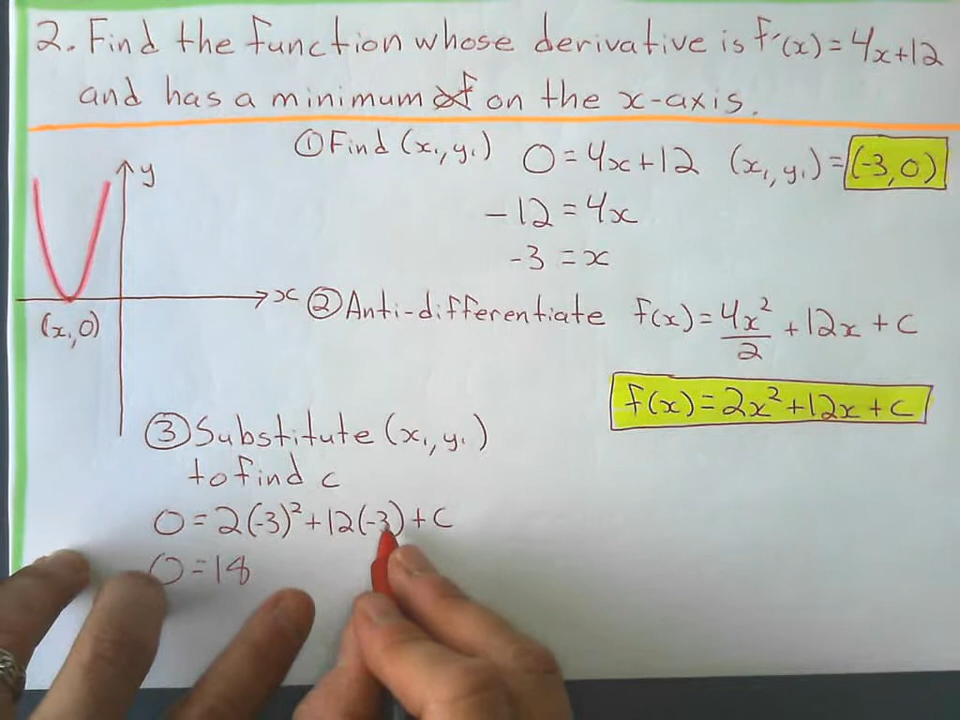 2. Find the function whose derivative is f'(x) = 4x+12
and has a minimum of on the x-axis.
① Find (x₁, y₁) 0 = 4x+12 (x₁, y₁) = (-3, 0)
-12 = 4x
-3 = x
y
x
(x, 0)
② Anti-differentiate f(x) = 4x²/2 + 12x + c
f(x) = 2x² + 12x + c
③ Substitute (x₁, y₁)
to find c
0 = 2(-3)² + 12(-3) + c
0 = 18